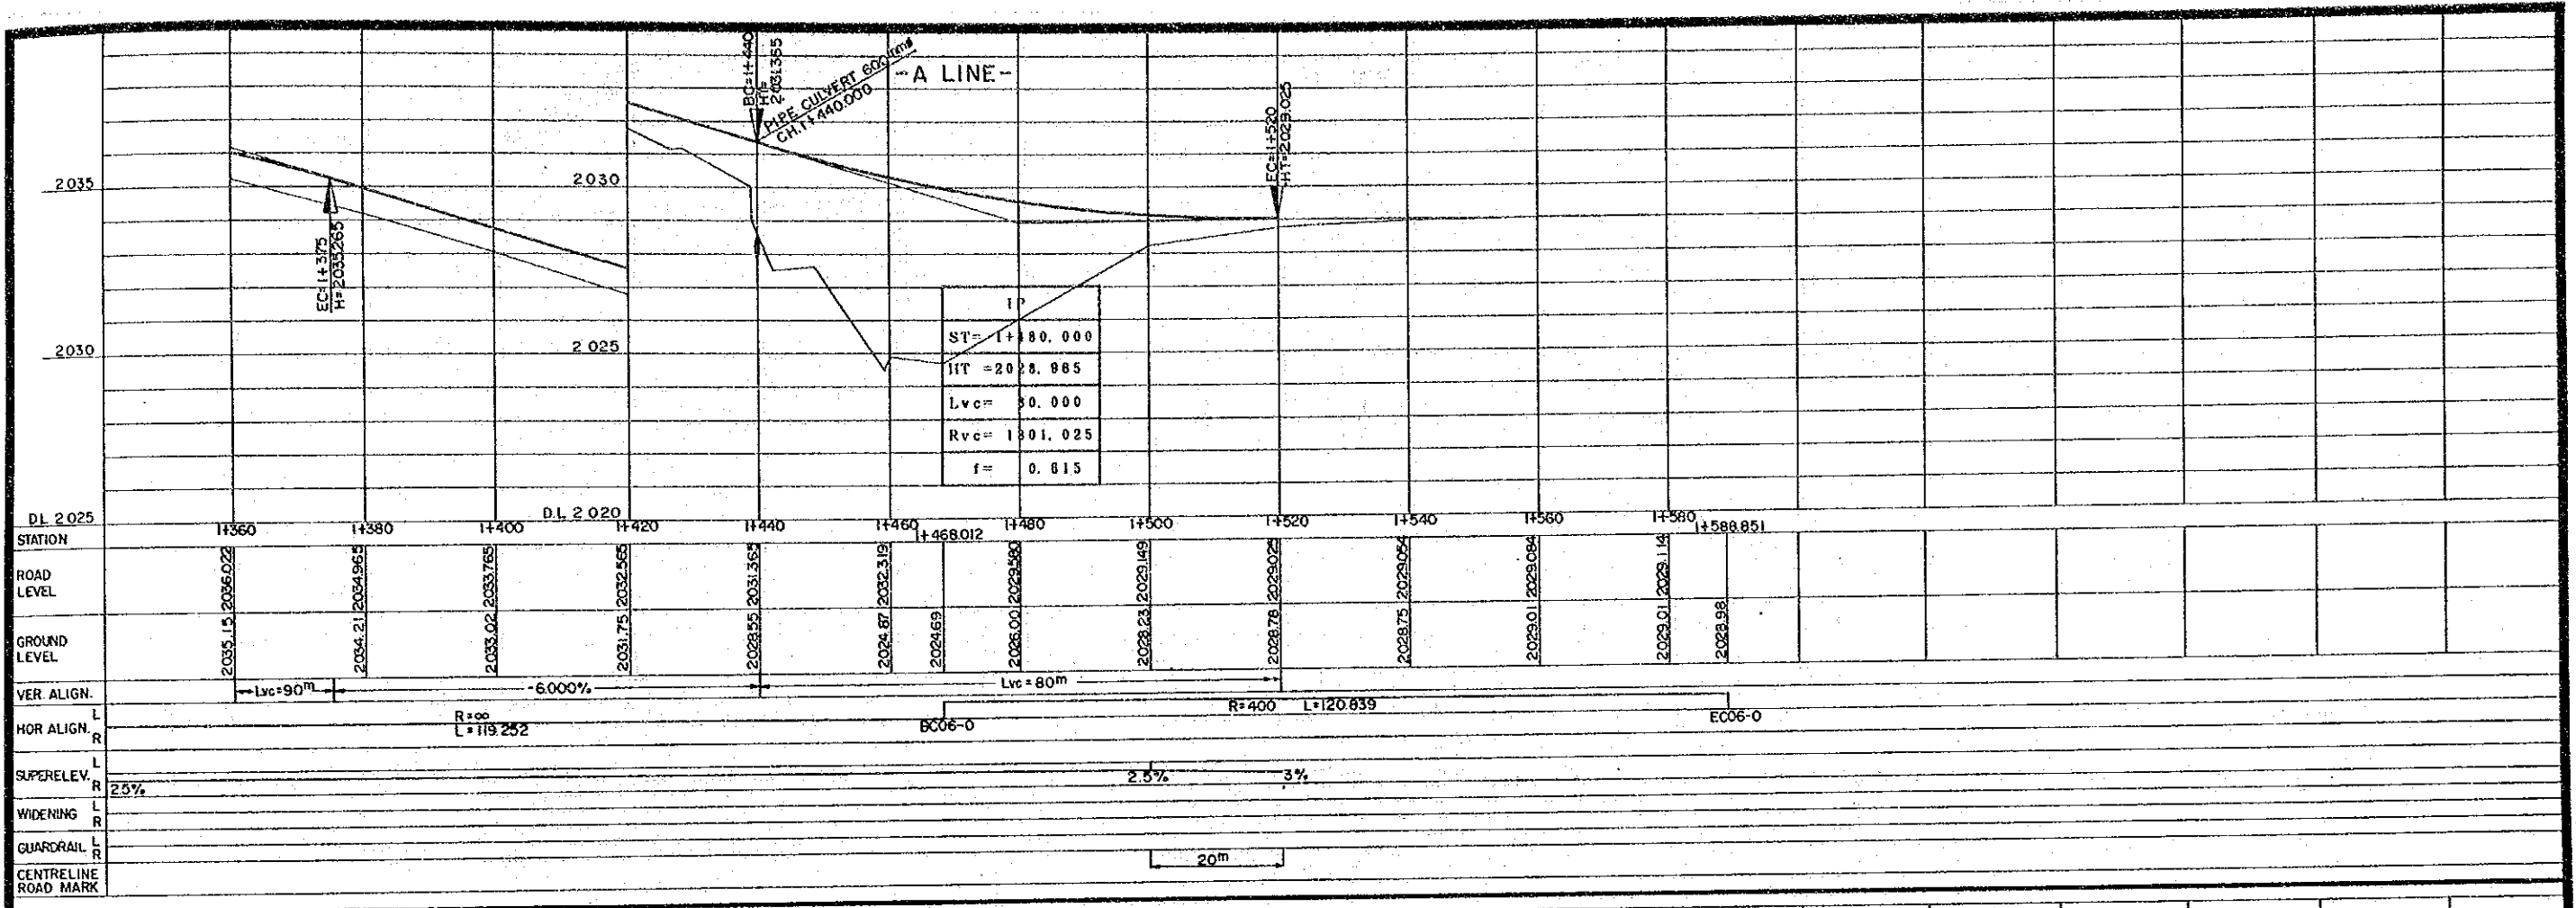 -A LINE-
BC=1+440
HT=
2031.365
PIPE CULVERT 600mmø
CH.1+440.000
EC=1+520
HT=2029.025
2035
2030
EC=1+375
H=2035.265
2030
2025
IP
ST= 1+480.000
HT =2028.965
Lvc= 80.000
Rvc= 1301.025
f= 0.615
DL 2025
D.L. 2020
STATION
1+360 1+380 1+400 1+420 1+440 1+460 1+468.012 1+480 1+500 1+520 1+540 1+560 1+580 1+588.851
ROAD LEVEL
2036.022 2034.965 2033.765 2032.565 2031.365 2032.319 2029.580 2029.149 2029.025 2029.054 2029.084 2029.114
GROUND LEVEL
2035.15 2034.21 2033.02 2031.75 2028.55 2024.87 2024.69 2026.00 2028.23 2028.78 2028.75 2029.01 2029.01 2028.98
VER. ALIGN.
Lvc=90m -6.000% Lvc=80m
HOR ALIGN. L R
R=∞
L=119.252
BC06-0
R=400 L=120.839
EC06-0
SUPERELEV. L R
2.5% 2.5% 3%
WIDENING L R
GUARDRAIL L R
20m
CENTRELINE
ROAD MARK